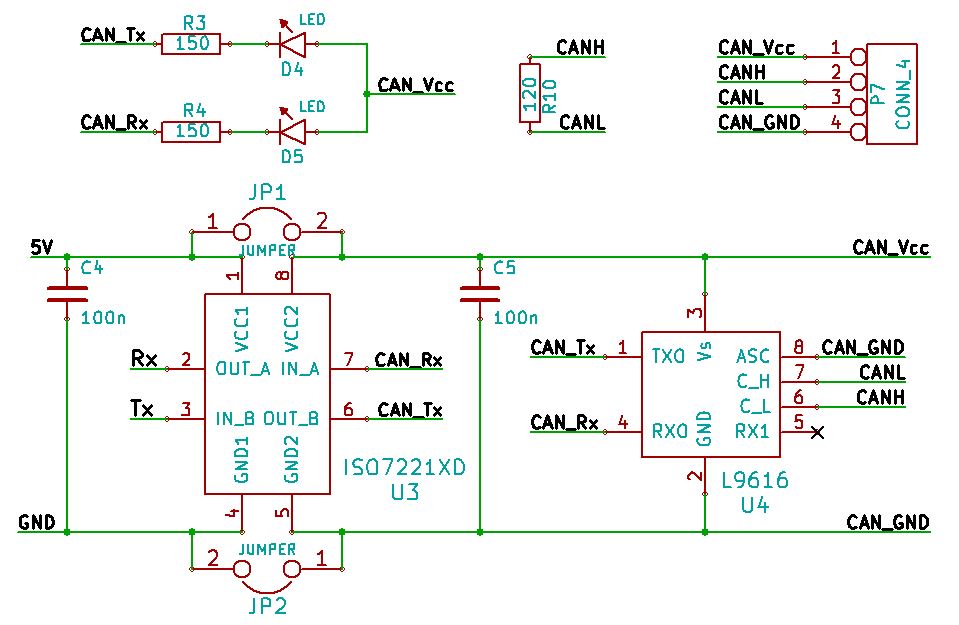 CAN_Tx
R3
150
LED
D4
CAN_Vcc
CAN_Rx
R4
150
LED
D5
CANH
120
R10
CANL
CAN_Vcc 1
CANH 2
CANL 3
CAN_GND 4
P7
CONN_4
JP1
1 2
JUMPER
5V
CAN_Vcc
C4
100n
C5
100n
1 8
VCC1 VCC2
Rx 2 OUT_A IN_A 7 CAN_Rx
Tx 3 IN_B OUT_B 6 CAN_Tx
GND1 GND2
4 5
ISO7221XD
U3
3
Vs
CAN_Tx 1 TXD ASC 8 CAN_GND
C_H 7 CANL
C_L 6 CANH
CAN_Rx 4 RXD GND RX1 5
2
L9616
U4
GND
CAN_GND
JUMPER
2 1
JP2